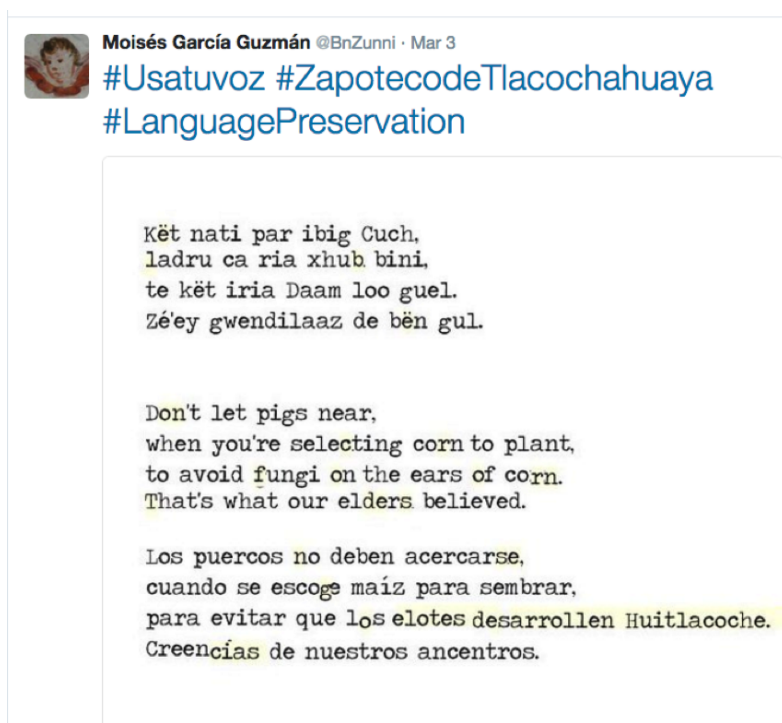 Moisés García Guzmán @BnZunni · Mar 3
#Usatuvoz #ZapotecodeTlacochahuaya
#LanguagePreservation
Kët nati par ibig Cuch,
ladru ca ria xhub bini,
te kët iria Daam loo guel.
Zé'ey gwendilaaz de bën gul.
Don't let pigs near,
when you're selecting corn to plant,
to avoid fungi on the ears of corn.
That's what our elders believed.
Los puercos no deben acercarse,
cuando se escoge maíz para sembrar,
para evitar que los elotes desarrollen Huitlacoche.
Creencías de nuestros ancentros.